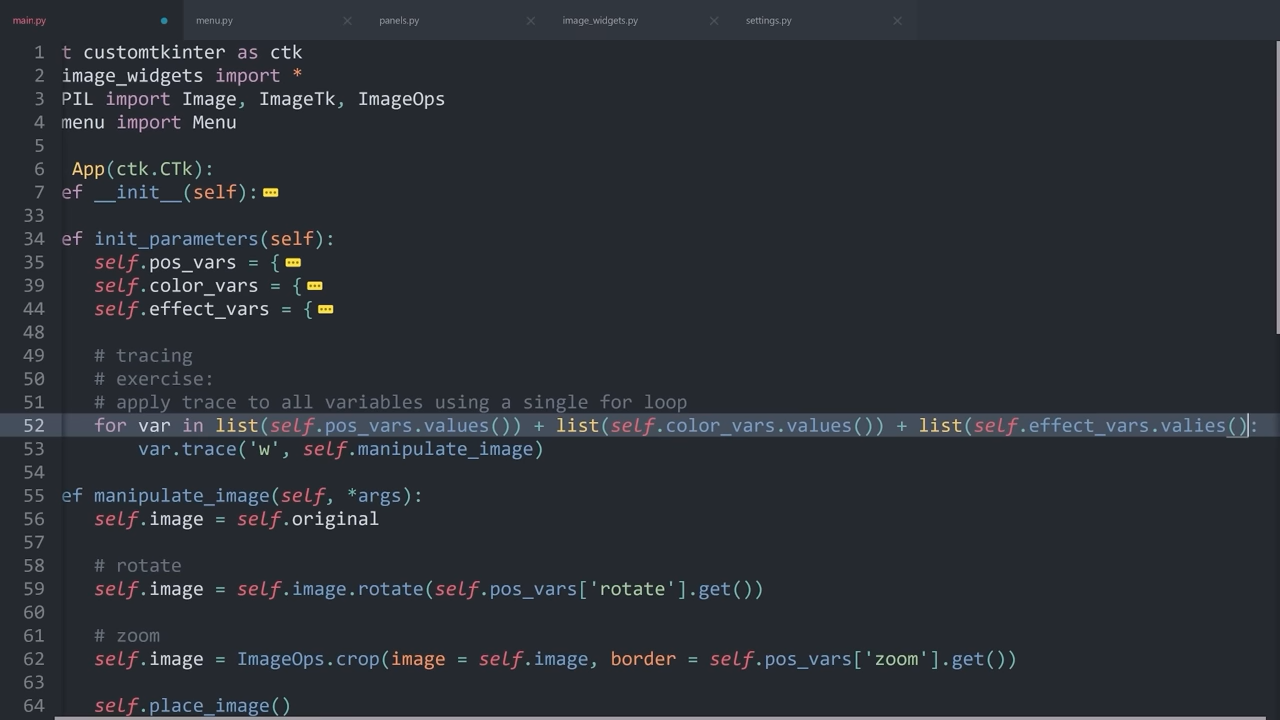 main.py menu.py panels.py image_widgets.py settings.py
1 t customtkinter as ctk
2 image_widgets import *
3 PIL import Image, ImageTk, ImageOps
4 menu import Menu
5
6 App(ctk.CTk):
7 ef __init__(self):
33
34 ef init_parameters(self):
35 self.pos_vars = {
39 self.color_vars = {
44 self.effect_vars = {
48
49 # tracing
50 # exercise:
51 # apply trace to all variables using a single for loop
52 for var in list(self.pos_vars.values()) + list(self.color_vars.values()) + list(self.effect_vars.valies():
53 var.trace('w', self.manipulate_image)
54
55 ef manipulate_image(self, *args):
56 self.image = self.original
57
58 # rotate
59 self.image = self.image.rotate(self.pos_vars['rotate'].get())
60
61 # zoom
62 self.image = ImageOps.crop(image = self.image, border = self.pos_vars['zoom'].get())
63
64 self.place_image()